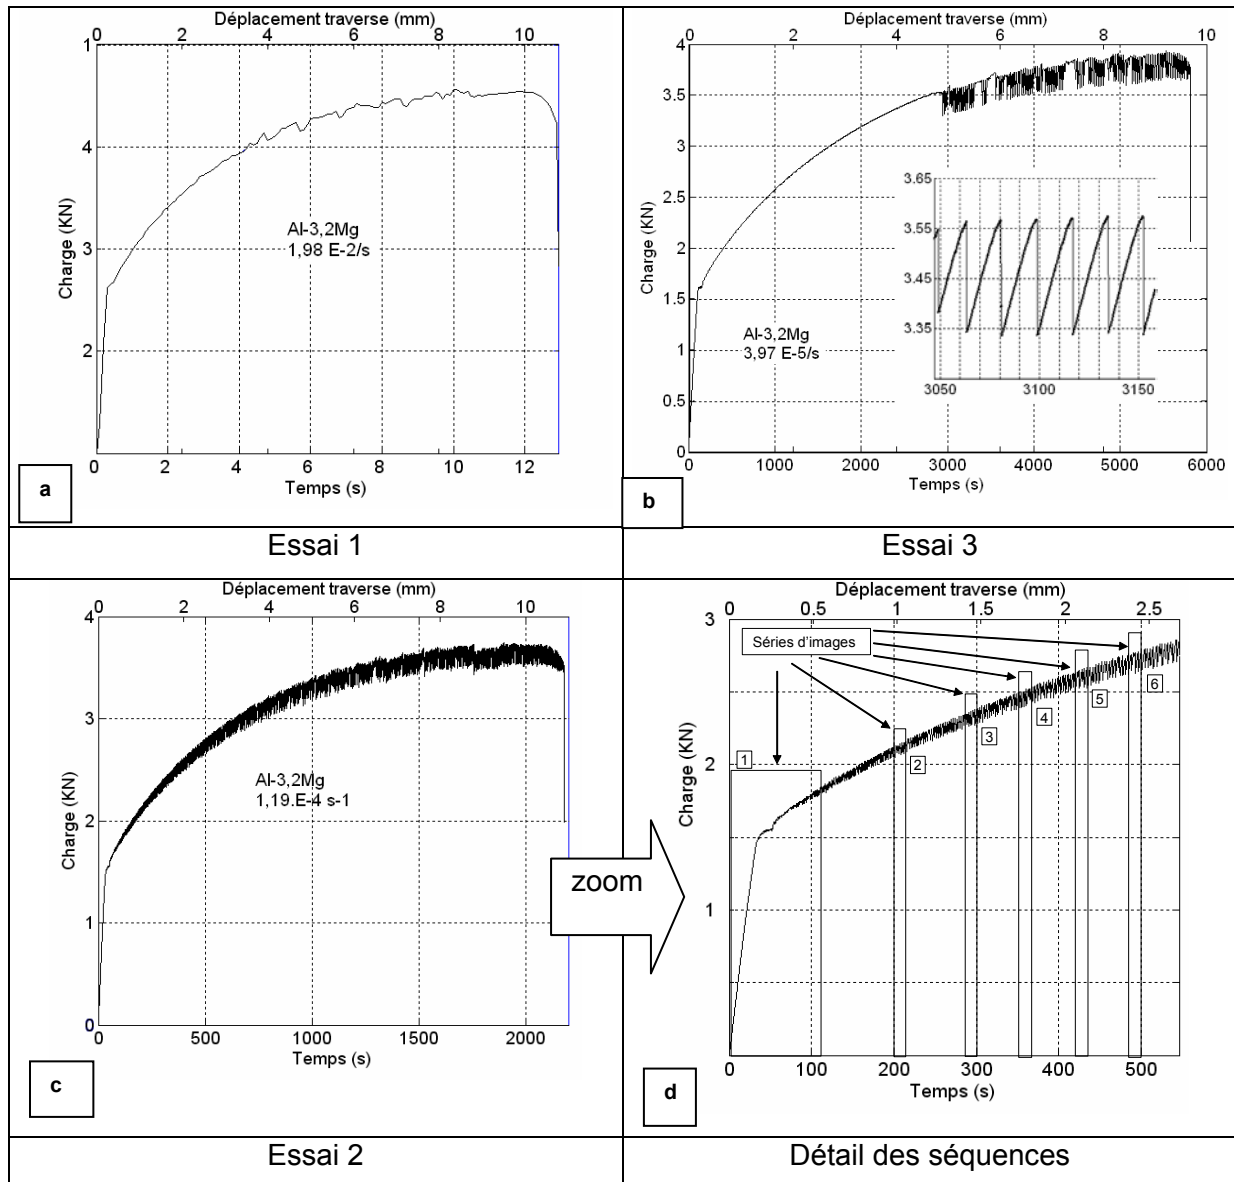 Déplacement traverse (mm)
0 2 4 6 8 10
1
4
3
2
Charge (KN)
Al-3,2Mg
1,98 E-2/s
0 2 4 6 8 10 12
Temps (s)
a
Essai 1
Déplacement traverse (mm)
0 2 4 6 8 10
4
3.5
3
2.5
2
1.5
1
0.5
0
Charge (KN)
3.65
3.55
3.45
3.35
3050 3100 3150
Al-3,2Mg
3,97 E-5/s
0 1000 2000 3000 4000 5000 6000
Temps (s)
b
Essai 3
Déplacement traverse (mm)
0 2 4 6 8 10
4
3
2
1
0
Charge (KN)
Al-3,2Mg
1,19.E-4 s-1
0 500 1000 1500 2000
Temps (s)
c
Essai 2
zoom
Déplacement traverse (mm)
0 0.5 1 1.5 2 2.5
3
2
1
Charge (KN)
Séries d'images
1
2
3
4
5
6
0 100 200 300 400 500
Temps (s)
d
Détail des séquences